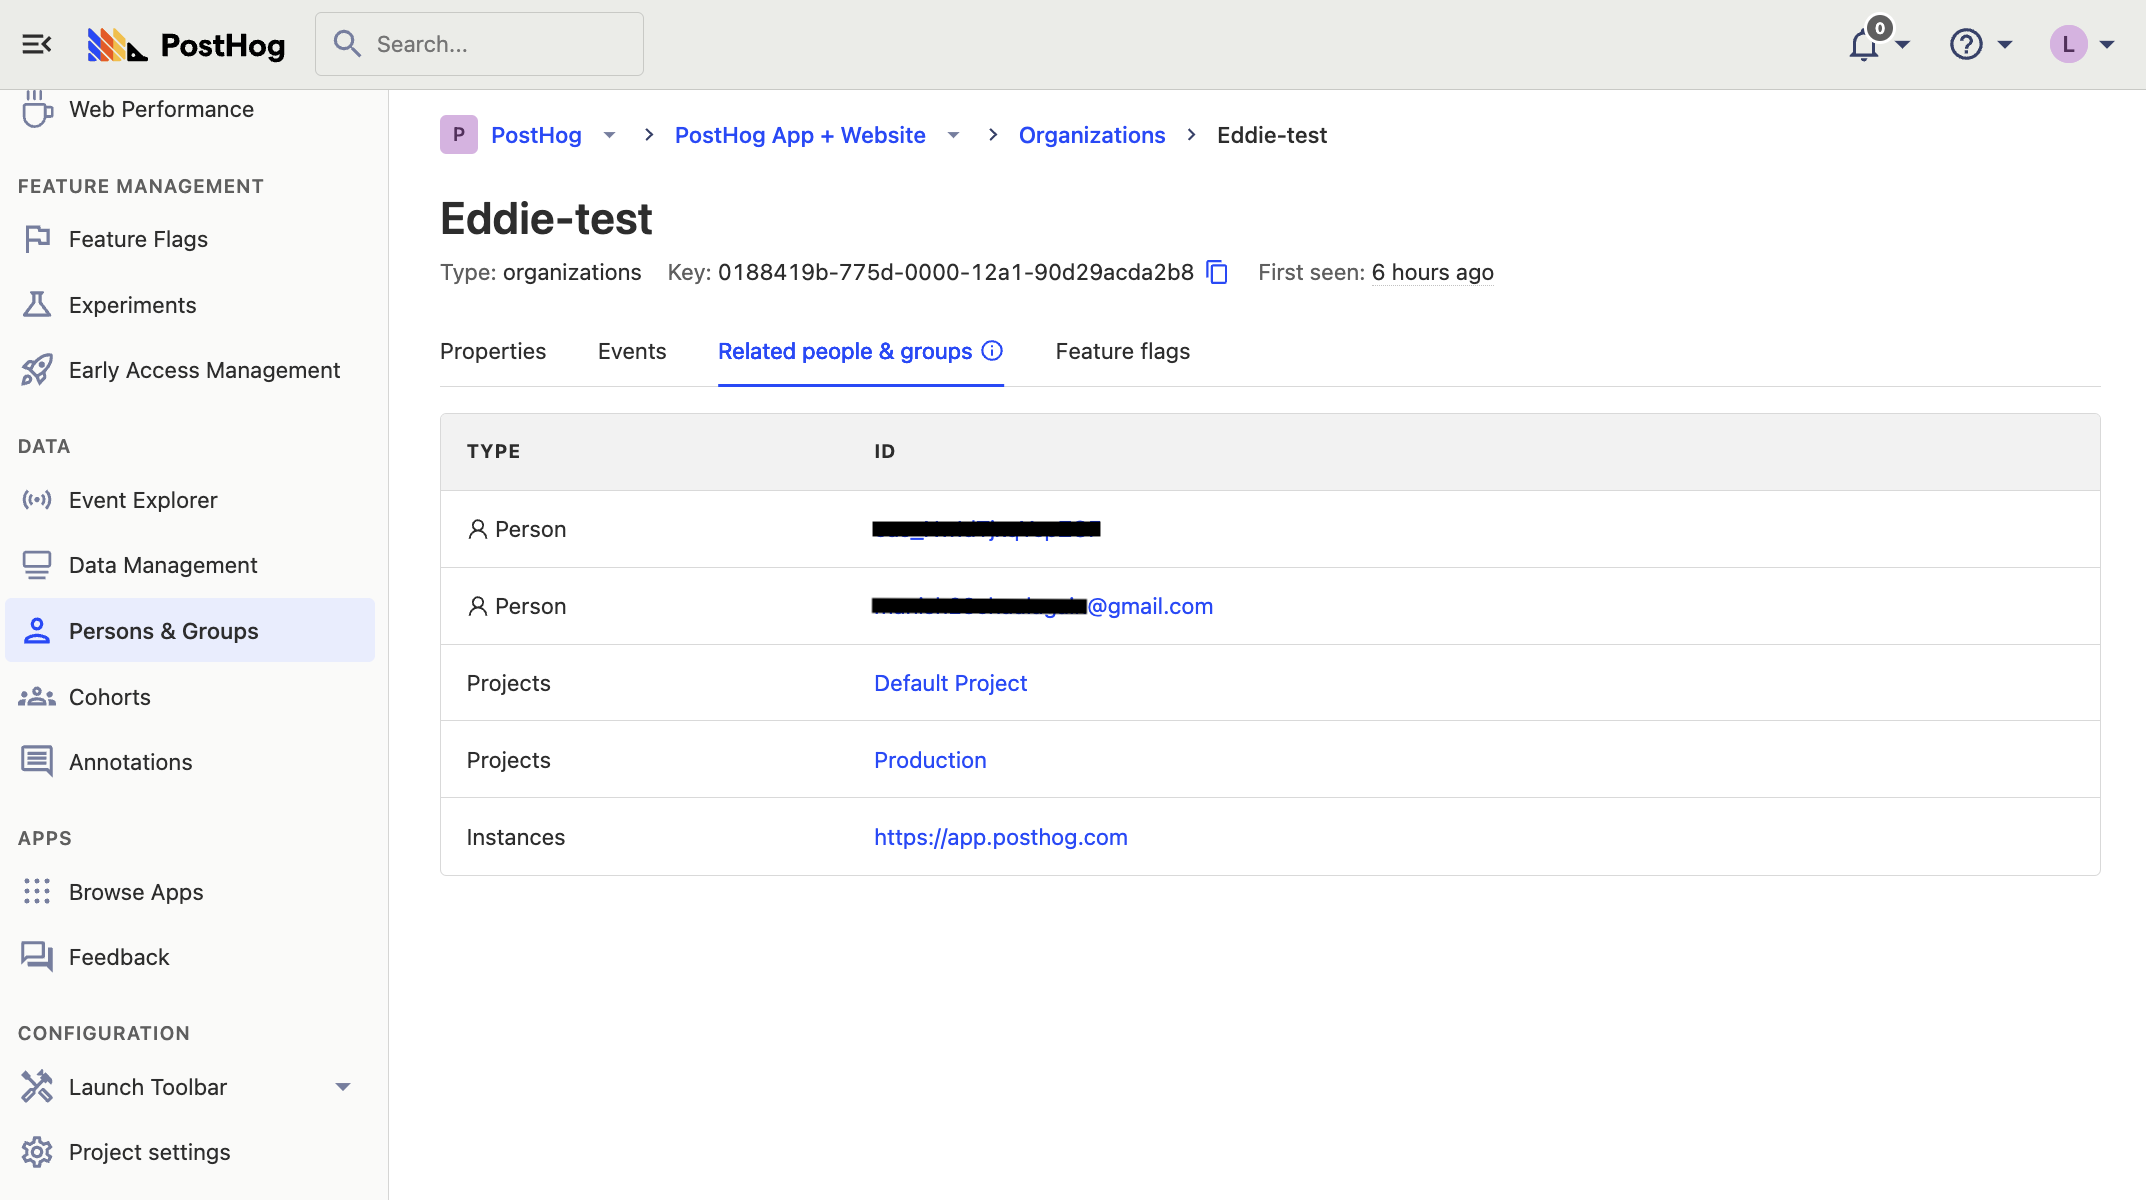 PostHog
Search...
0
L
Web Performance
FEATURE MANAGEMENT
Feature Flags
Experiments
Early Access Management
DATA
Event Explorer
Data Management
Persons & Groups
Cohorts
Annotations
APPS
Browse Apps
Feedback
CONFIGURATION
Launch Toolbar
Project settings
P PostHog > PostHog App + Website > Organizations > Eddie-test
Eddie-test
Type: organizations Key: 0188419b-775d-0000-12a1-90d29acda2b8 First seen: 6 hours ago
Properties Events Related people & groups Feature flags
TYPE ID
Person
Person @gmail.com
Projects Default Project
Projects Production
Instances https://app.posthog.com